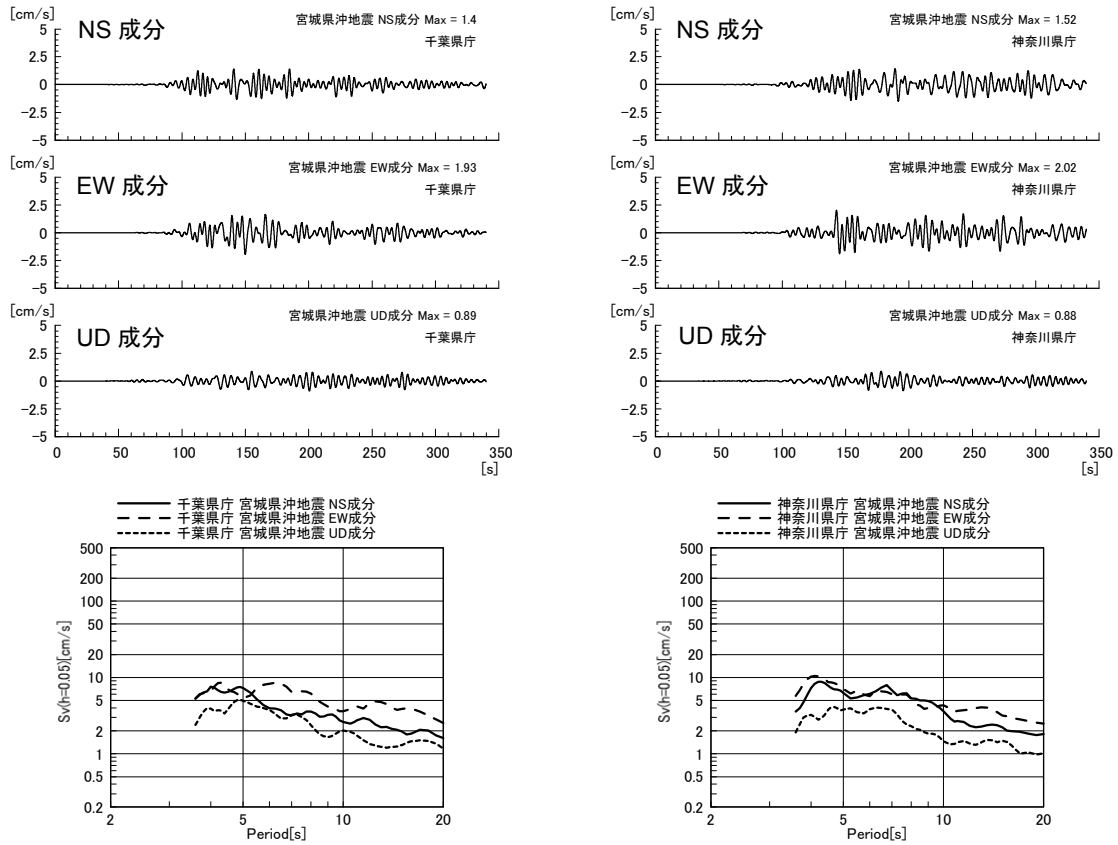 [cm/s]
NS 成分
宮城県沖地震 NS成分 Max = 1.4
千葉県庁
5
2.5
0
−2.5
−5
[cm/s]
EW 成分
宮城県沖地震 EW成分 Max = 1.93
千葉県庁
5
2.5
0
−2.5
−5
[cm/s]
UD 成分
宮城県沖地震 UD成分 Max = 0.89
千葉県庁
5
2.5
0
−2.5
−5
0 50 100 150 200 250 300 350
[s]
千葉県庁 宮城県沖地震 NS成分
千葉県庁 宮城県沖地震 EW成分
千葉県庁 宮城県沖地震 UD成分
Sv(h=0.05)[cm/s]
500
200
100
50
20
10
5
2
1
0.5
0.2
2 5 10 20
Period[s]
[cm/s]
NS 成分
宮城県沖地震 NS成分 Max = 1.52
神奈川県庁
5
2.5
0
−2.5
−5
[cm/s]
EW 成分
宮城県沖地震 EW成分 Max = 2.02
神奈川県庁
5
2.5
0
−2.5
−5
[cm/s]
UD 成分
宮城県沖地震 UD成分 Max = 0.88
神奈川県庁
5
2.5
0
−2.5
−5
0 50 100 150 200 250 300 350
[s]
神奈川県庁 宮城県沖地震 NS成分
神奈川県庁 宮城県沖地震 EW成分
神奈川県庁 宮城県沖地震 UD成分
Sv(h=0.05)[cm/s]
500
200
100
50
20
10
5
2
1
0.5
0.2
2 5 10 20
Period[s]